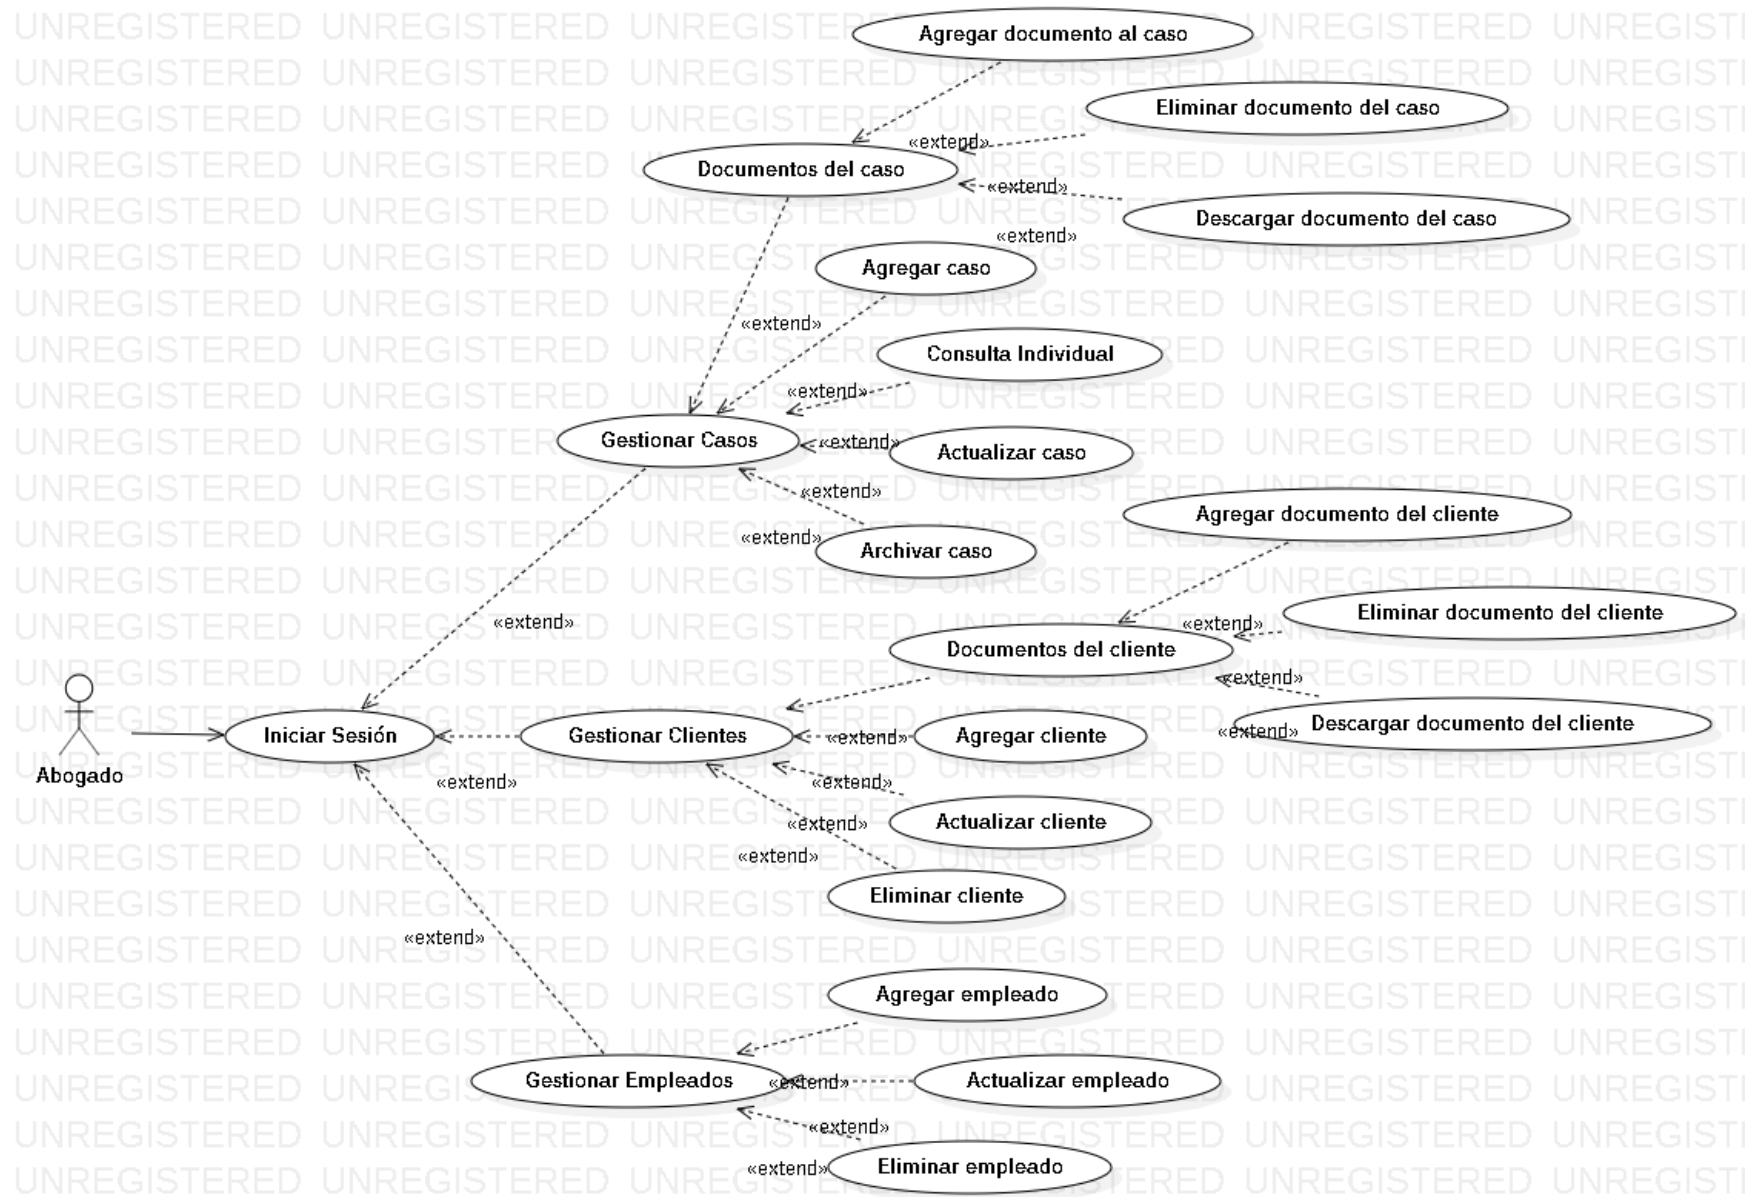 Agregar documento al caso
Eliminar documento del caso
«extend»
Documentos del caso
«extend»
Descargar documento del caso
«extend»
Agregar caso
«extend»
Consulta Individual
«extend»
Gestionar Casos
«extend»
Actualizar caso
«extend»
Agregar documento del cliente
«extend»
Archivar caso
Eliminar documento del cliente
«extend»
«extend»
Documentos del cliente
«extend»
Descargar documento del cliente
«extend»
Abogado
Iniciar Sesión
Gestionar Clientes
«extend»
Agregar cliente
«extend»
«extend»
Actualizar cliente
«extend»
«extend»
Eliminar cliente
«extend»
Agregar empleado
Gestionar Empleados
«extend»
Actualizar empleado
«extend»
«extend»
Eliminar empleado
UNREGISTERED UNREGISTERED UNREGISTERED UNREGISTERED UNREGISTERED